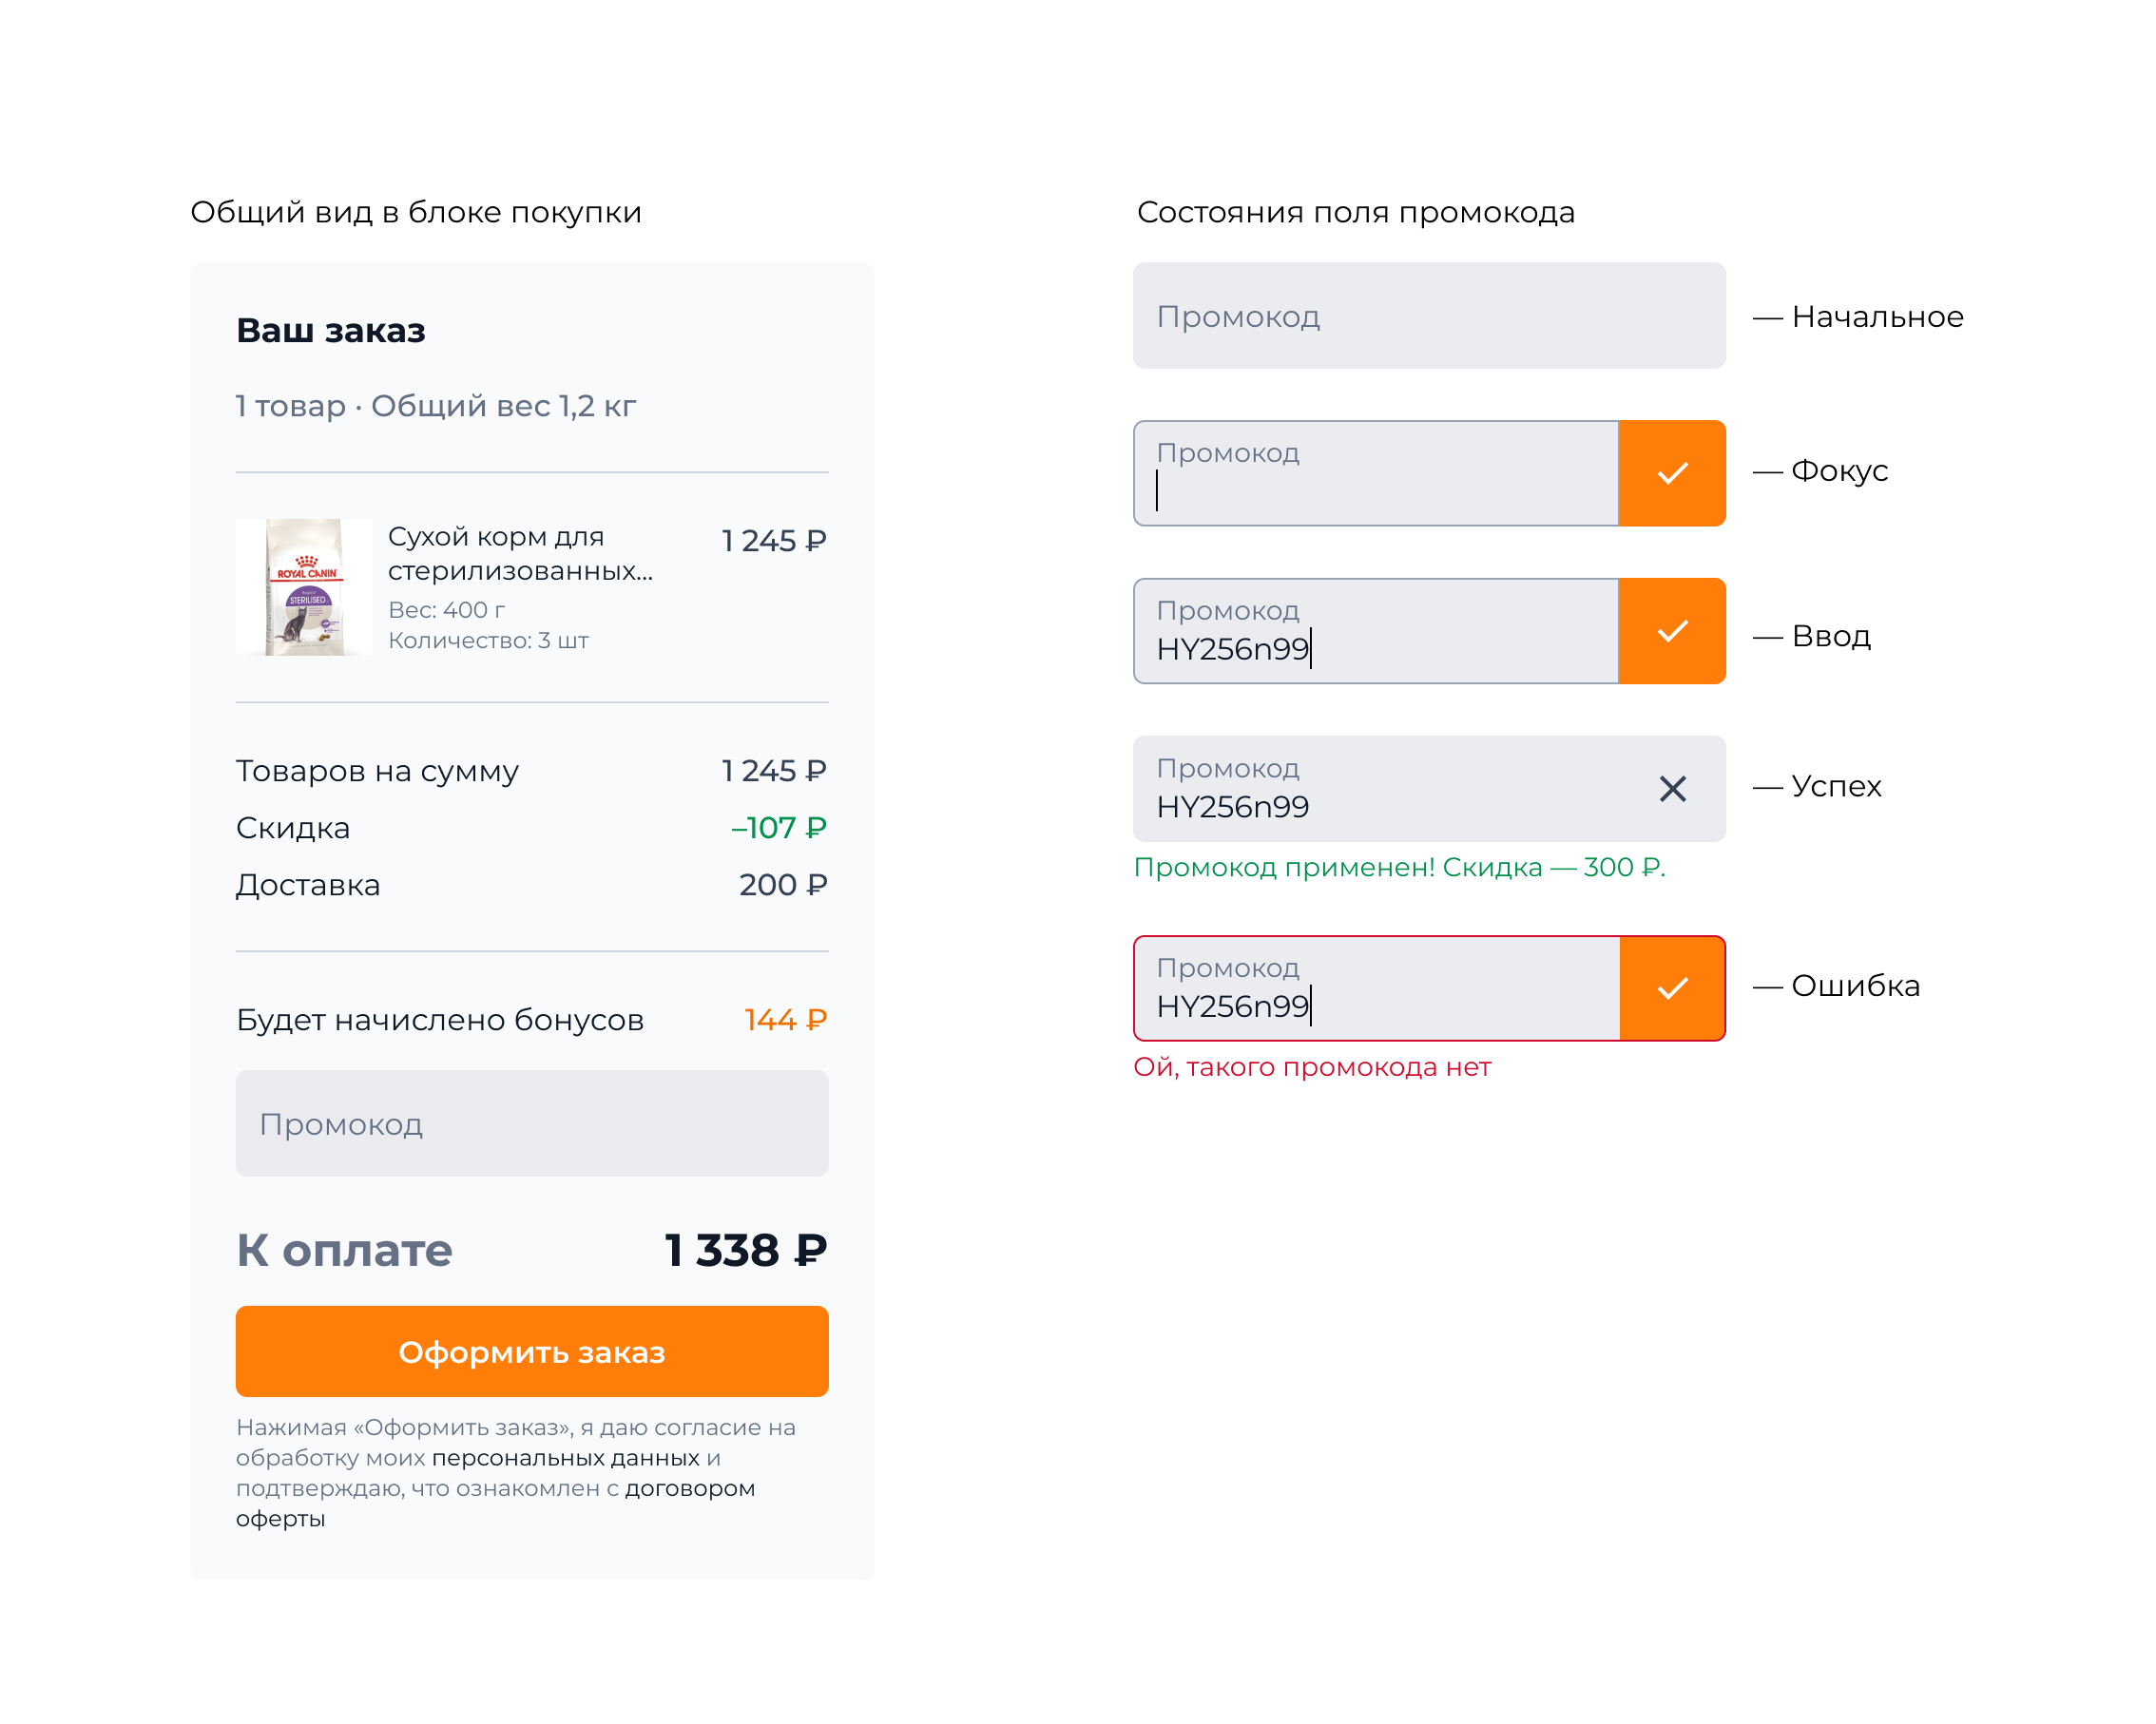 Общий вид в блоке покупки
Ваш заказ
1 товар · Общий вес 1,2 кг
ROYAL CANIN
STERILISED
Сухой корм для
стерилизованных...
1 245 ₽
Вес: 400 г
Количество: 3 шт
Товаров на сумму 1 245 ₽
Скидка –107 ₽
Доставка 200 ₽
Будет начислено бонусов 144 ₽
Промокод
К оплате 1 338 ₽
Оформить заказ
Нажимая «Оформить заказ», я даю согласие на
обработку моих персональных данных и
подтверждаю, что ознакомлен с договором
оферты
Состояния поля промокода
Промокод
— Начальное
Промокод
— Фокус
Промокод
HY256n99
— Ввод
Промокод
HY256n99
— Успех
Промокод применен! Скидка — 300 ₽.
Промокод
HY256n99
— Ошибка
Ой, такого промокода нет